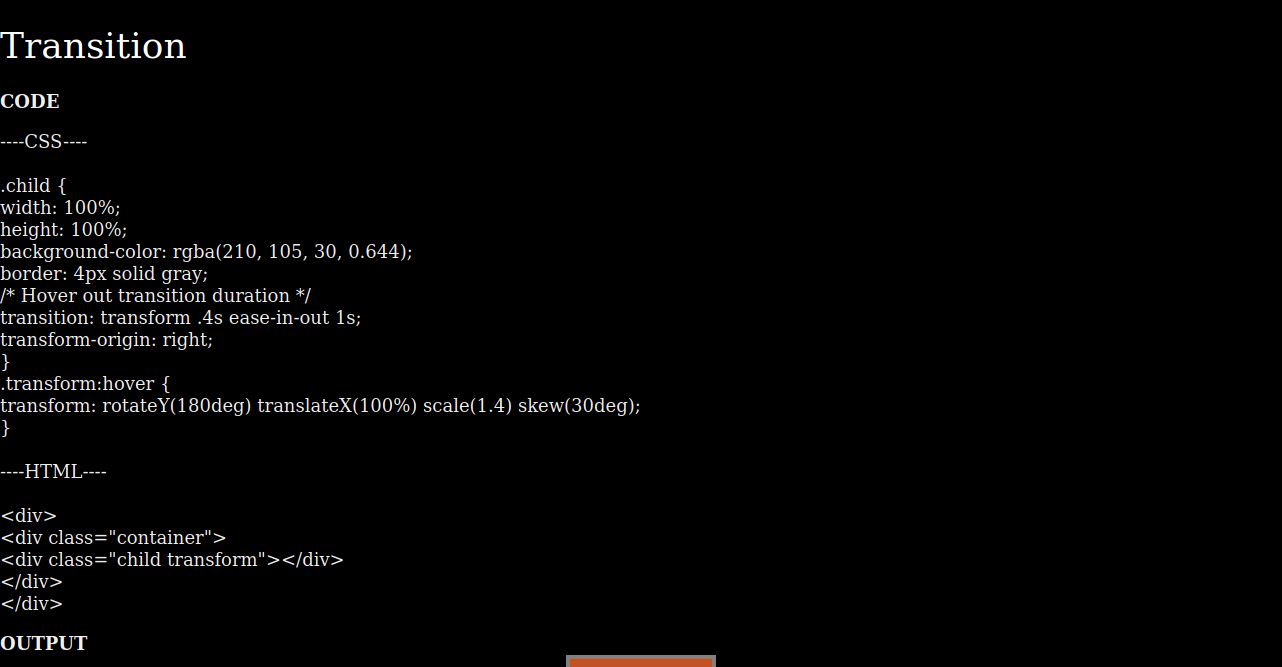 Transition
CODE
----CSS----
.child {
width: 100%;
height: 100%;
background-color: rgba(210, 105, 30, 0.644);
border: 4px solid gray;
/* Hover out transition duration */
transition: transform .4s ease-in-out 1s;
transform-origin: right;
}
.transform:hover {
transform: rotateY(180deg) translateX(100%) scale(1.4) skew(30deg);
}
----HTML----
<div>
<div class="container">
<div class="child transform"></div>
</div>
</div>
OUTPUT